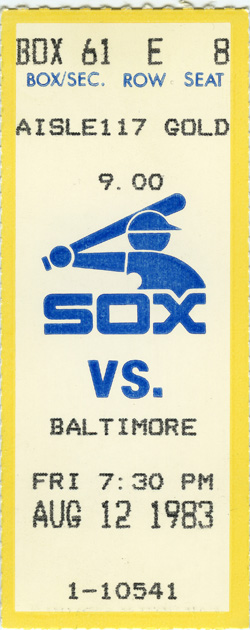 BOX 61 E 8
BOX/SEC. ROW SEAT
AISLE117 GOLD
9.00
SOX
VS.
BALTIMORE
FRI 7:30 PM
AUG 12 1983
1-10541